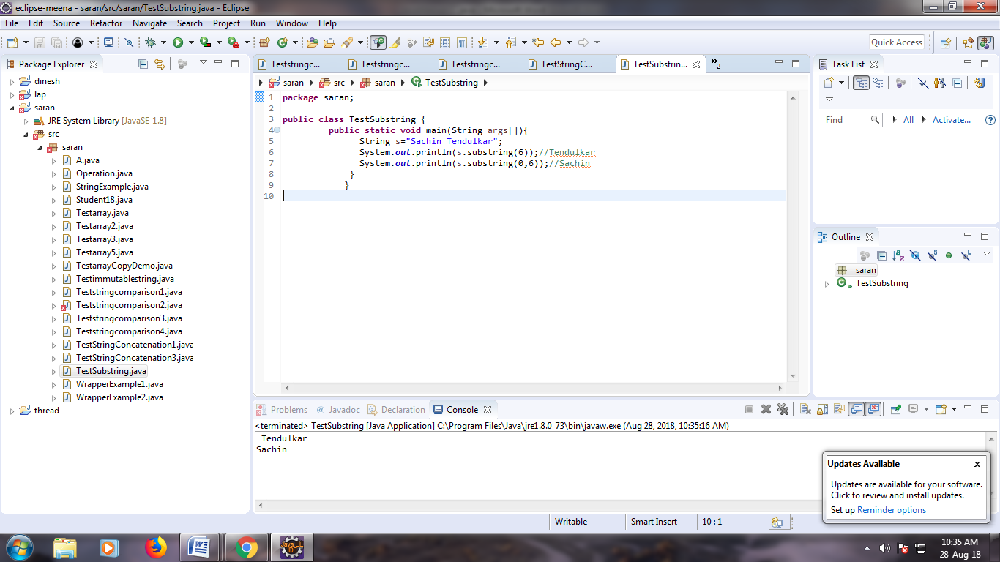 eclipse-meena - saran/src/saran/TestSubstring.java - Eclipse
File Edit Source Refactor Navigate Search Project Run Window Help
Quick Access
Package Explorer
dinesh
lap
saran
JRE System Library [JavaSE-1.8]
src
saran
A.java
Operation.java
StringExample.java
Student18.java
Testarray.java
Testarray2.java
Testarray3.java
Testarray5.java
TestarrayCopyDemo.java
Testimmutablestring.java
Teststringcomparison1.java
Teststringcomparison2.java
Teststringcomparison3.java
Teststringcomparison4.java
TestStringConcatenation1.java
TestStringConcatenation3.java
TestSubstring.java
WrapperExample1.java
WrapperExample2.java
thread
Teststringc... Teststringc... Teststringc... TestStringC... TestSubstrin... »2
saran src saran TestSubstring
1 package saran;
2
3 public class TestSubstring {
4 public static void main(String args[]){
5 String s="Sachin Tendulkar";
6 System.out.println(s.substring(6));//Tendulkar
7 System.out.println(s.substring(0,6));//Sachin
8 }
9 }
10
Task List
Find All Activate...
Outline
saran
TestSubstring
Problems @ Javadoc Declaration Console
<terminated> TestSubstring [Java Application] C:\Program Files\Java\jre1.8.0_73\bin\javaw.exe (Aug 28, 2018, 10:35:16 AM)
Tendulkar
Sachin
Updates Available
Updates are available for your software.
Click to review and install updates.
Set up Reminder options
Writable Smart Insert 10 : 1
Java EE
IDE
10:35 AM
28-Aug-18